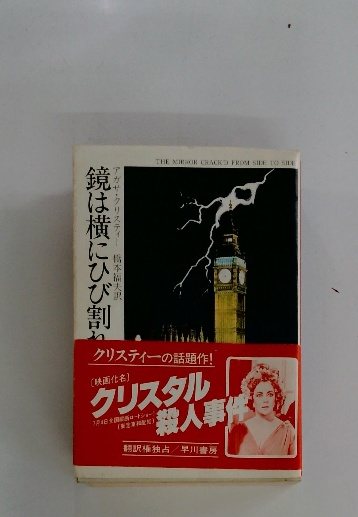 THE MIRROR CRACK'D FROM SIDE TO SIDE
アガサ・クリスティー 橋本福夫訳
鏡は横にひび割れ
クリスティーの話題作!
〔映画化名〕
クリスタル
殺人事件
翻訳権独占／早川書房